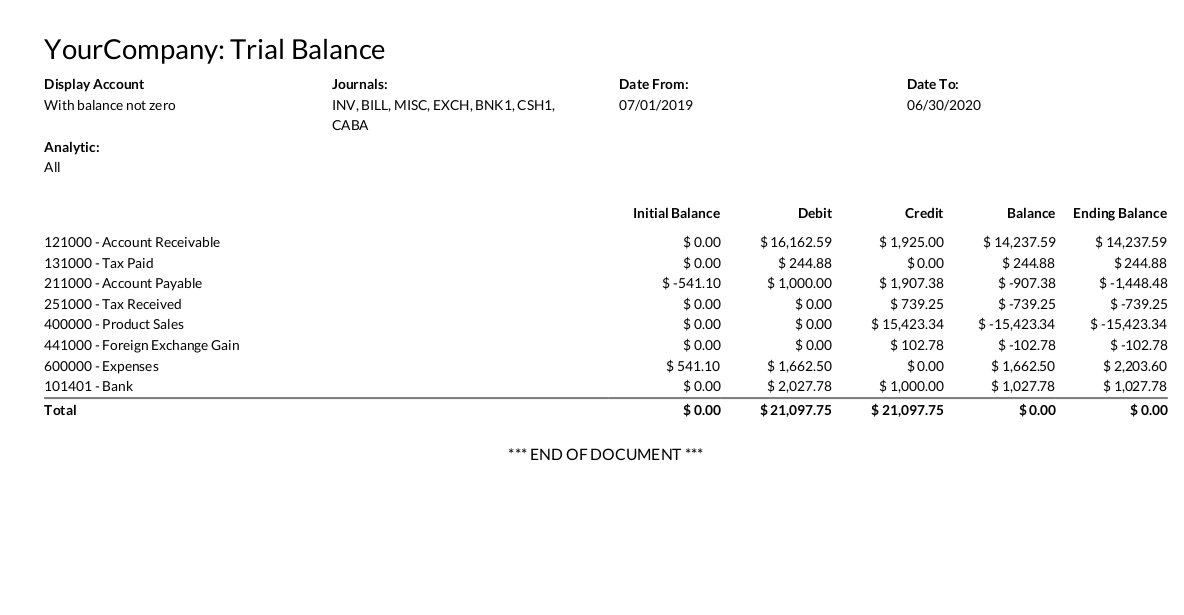 YourCompany: Trial Balance
Display Account Journals: Date From: Date To:
With balance not zero INV, BILL, MISC, EXCH, BNK1, CSH1, 07/01/2019 06/30/2020
CABA
Analytic:
All
Initial Balance Debit Credit Balance Ending Balance
121000 - Account Receivable $ 0.00 $ 16,162.59 $ 1,925.00 $ 14,237.59 $ 14,237.59
131000 - Tax Paid $ 0.00 $ 244.88 $ 0.00 $ 244.88 $ 244.88
211000 - Account Payable $ -541.10 $ 1,000.00 $ 1,907.38 $ -907.38 $ -1,448.48
251000 - Tax Received $ 0.00 $ 0.00 $ 739.25 $ -739.25 $ -739.25
400000 - Product Sales $ 0.00 $ 0.00 $ 15,423.34 $ -15,423.34 $ -15,423.34
441000 - Foreign Exchange Gain $ 0.00 $ 0.00 $ 102.78 $ -102.78 $ -102.78
600000 - Expenses $ 541.10 $ 1,662.50 $ 0.00 $ 1,662.50 $ 2,203.60
101401 - Bank $ 0.00 $ 2,027.78 $ 1,000.00 $ 1,027.78 $ 1,027.78
Total $ 0.00 $ 21,097.75 $ 21,097.75 $ 0.00 $ 0.00
*** END OF DOCUMENT ***